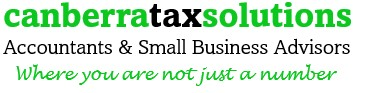 canberrataxsolutions
Accountants & Small Business Advisors
Where you are not just a number